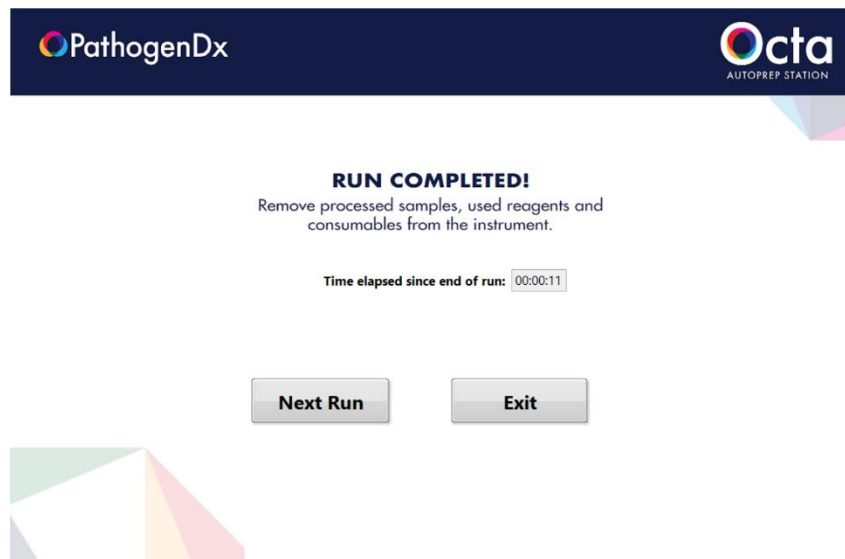 PathogenDx
Octa
AUTOPREP STATION
RUN COMPLETED!
Remove processed samples, used reagents and
consumables from the instrument.
Time elapsed since end of run: 00:00:11
Next Run Exit